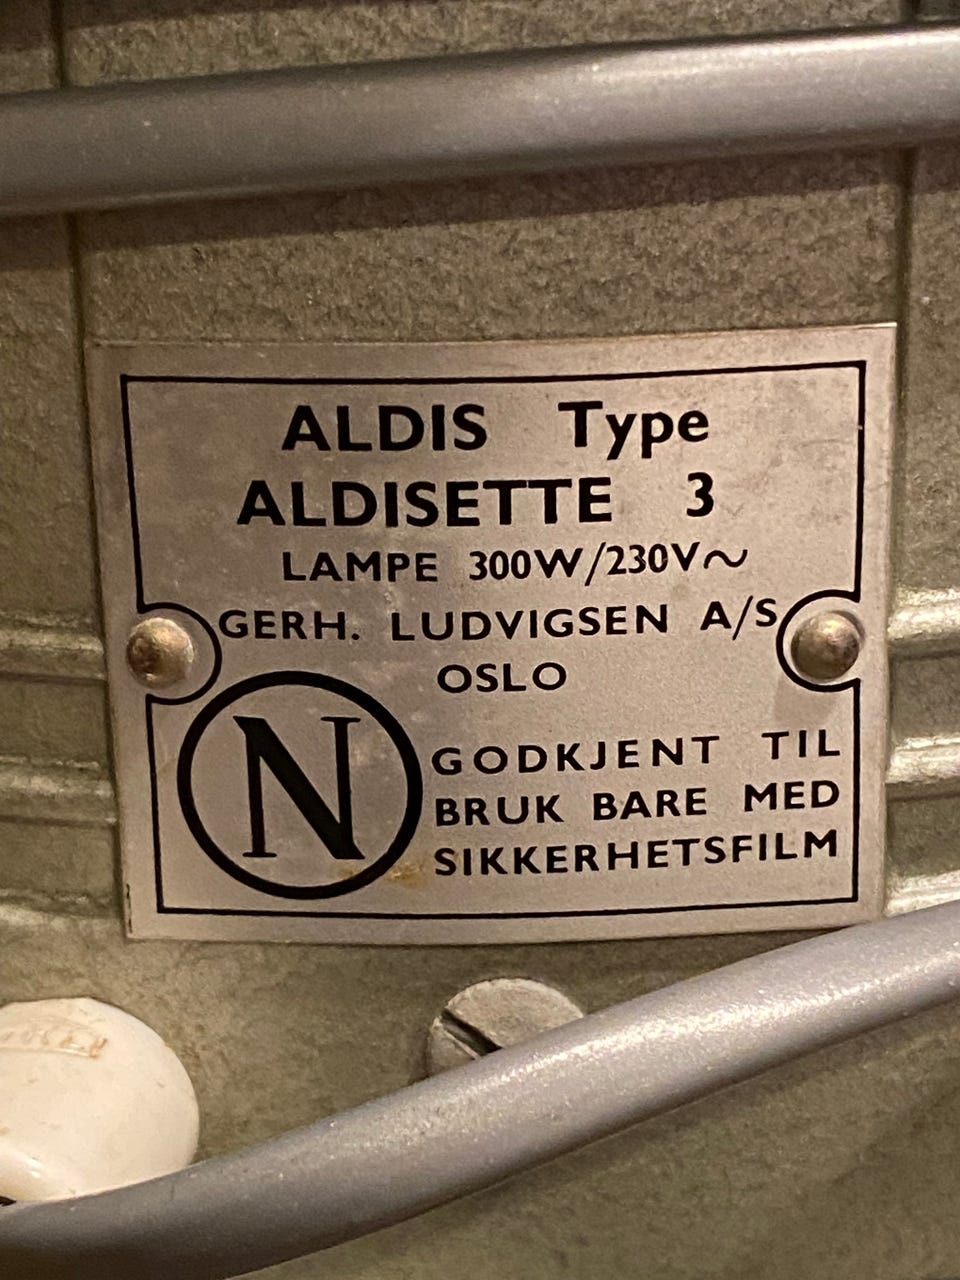 ALDIS Type
ALDISETTE 3
LAMPE 300W/230V~
GERH. LUDVIGSEN A/S
OSLO
N
GODKJENT TIL
BRUK BARE MED
SIKKERHETSFILM